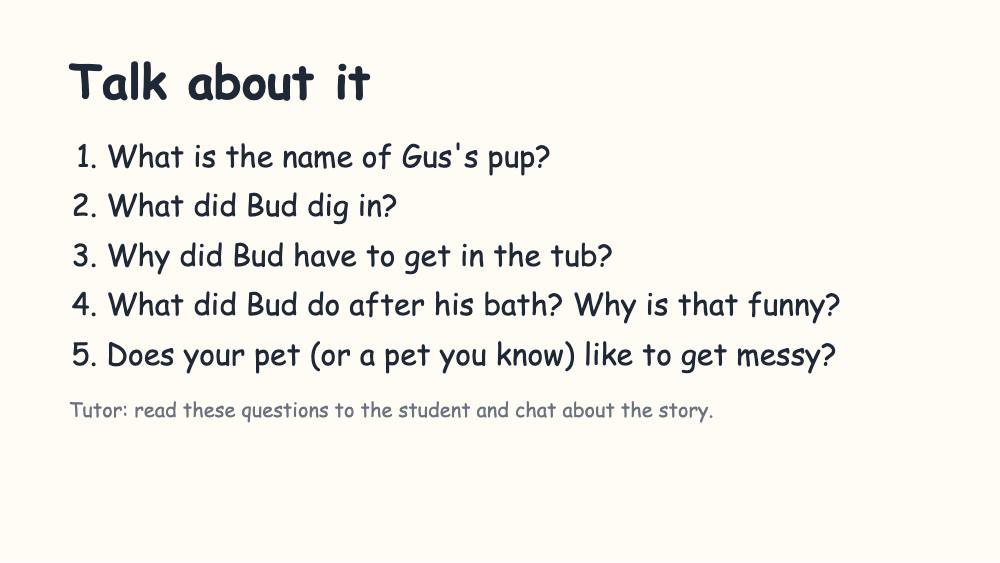 Talk about it
1. What is the name of Gus's pup?
2. What did Bud dig in?
3. Why did Bud have to get in the tub?
4. What did Bud do after his bath? Why is that funny?
5. Does your pet (or a pet you know) like to get messy?
Tutor: read these questions to the student and chat about the story.